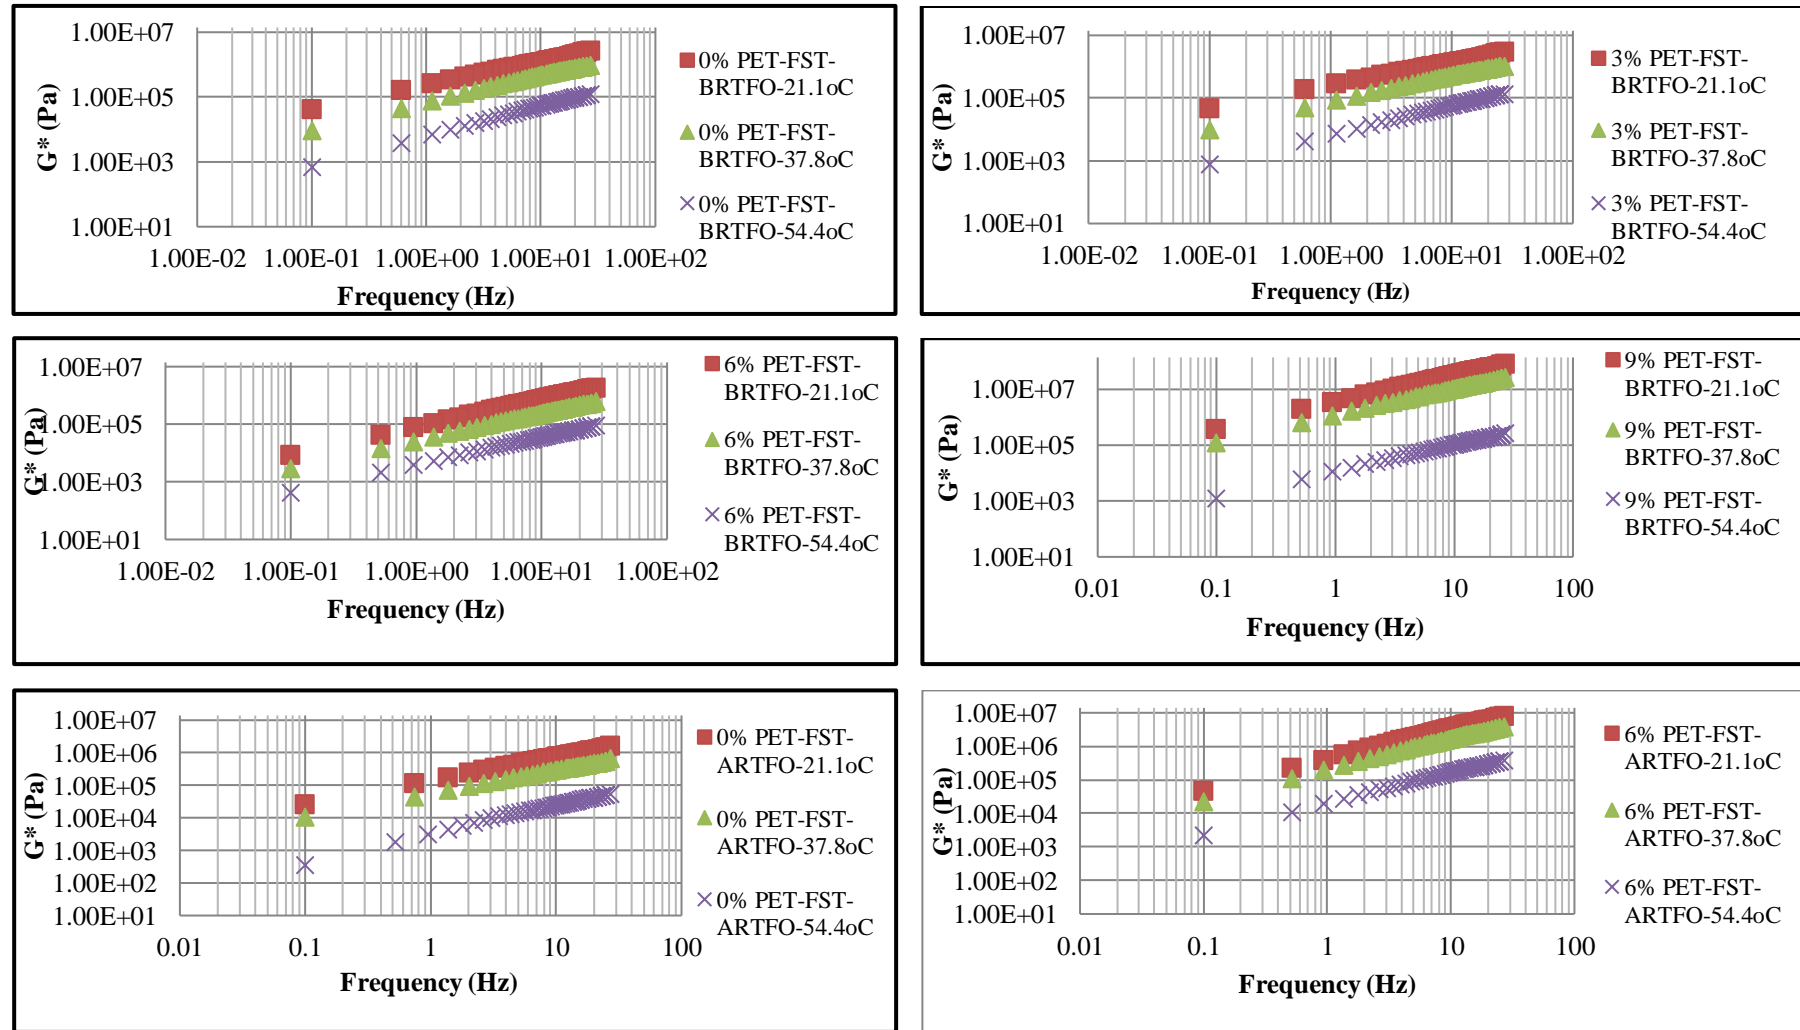 1.00E+07
1.00E+05
1.00E+03
1.00E+01
G* (Pa)
1.00E-02 1.00E-01 1.00E+00 1.00E+01 1.00E+02
Frequency (Hz)
0% PET-FST-
BRTFO-21.1oC
0% PET-FST-
BRTFO-37.8oC
0% PET-FST-
BRTFO-54.4oC
1.00E+07
1.00E+05
1.00E+03
1.00E+01
G* (Pa)
1.00E-02 1.00E-01 1.00E+00 1.00E+01 1.00E+02
Frequency (Hz)
3% PET-FST-
BRTFO-21.1oC
3% PET-FST-
BRTFO-37.8oC
3% PET-FST-
BRTFO-54.4oC
1.00E+07
1.00E+05
1.00E+03
1.00E+01
G* (Pa)
1.00E-02 1.00E-01 1.00E+00 1.00E+01 1.00E+02
Frequency (Hz)
6% PET-FST-
BRTFO-21.1oC
6% PET-FST-
BRTFO-37.8oC
6% PET-FST-
BRTFO-54.4oC
1.00E+07
1.00E+05
1.00E+03
1.00E+01
G* (Pa)
0.01 0.1 1 10 100
Frequency (Hz)
9% PET-FST-
BRTFO-21.1oC
9% PET-FST-
BRTFO-37.8oC
9% PET-FST-
BRTFO-54.4oC
1.00E+07
1.00E+06
1.00E+05
1.00E+04
1.00E+03
1.00E+02
1.00E+01
G* (Pa)
0.01 0.1 1 10 100
Frequency (Hz)
0% PET-FST-
ARTFO-21.1oC
0% PET-FST-
ARTFO-37.8oC
0% PET-FST-
ARTFO-54.4oC
1.00E+07
1.00E+06
1.00E+05
1.00E+04
1.00E+03
1.00E+02
1.00E+01
G* (Pa)
0.01 0.1 1 10 100
Frequency (Hz)
6% PET-FST-
ARTFO-21.1oC
6% PET-FST-
ARTFO-37.8oC
6% PET-FST-
ARTFO-54.4oC